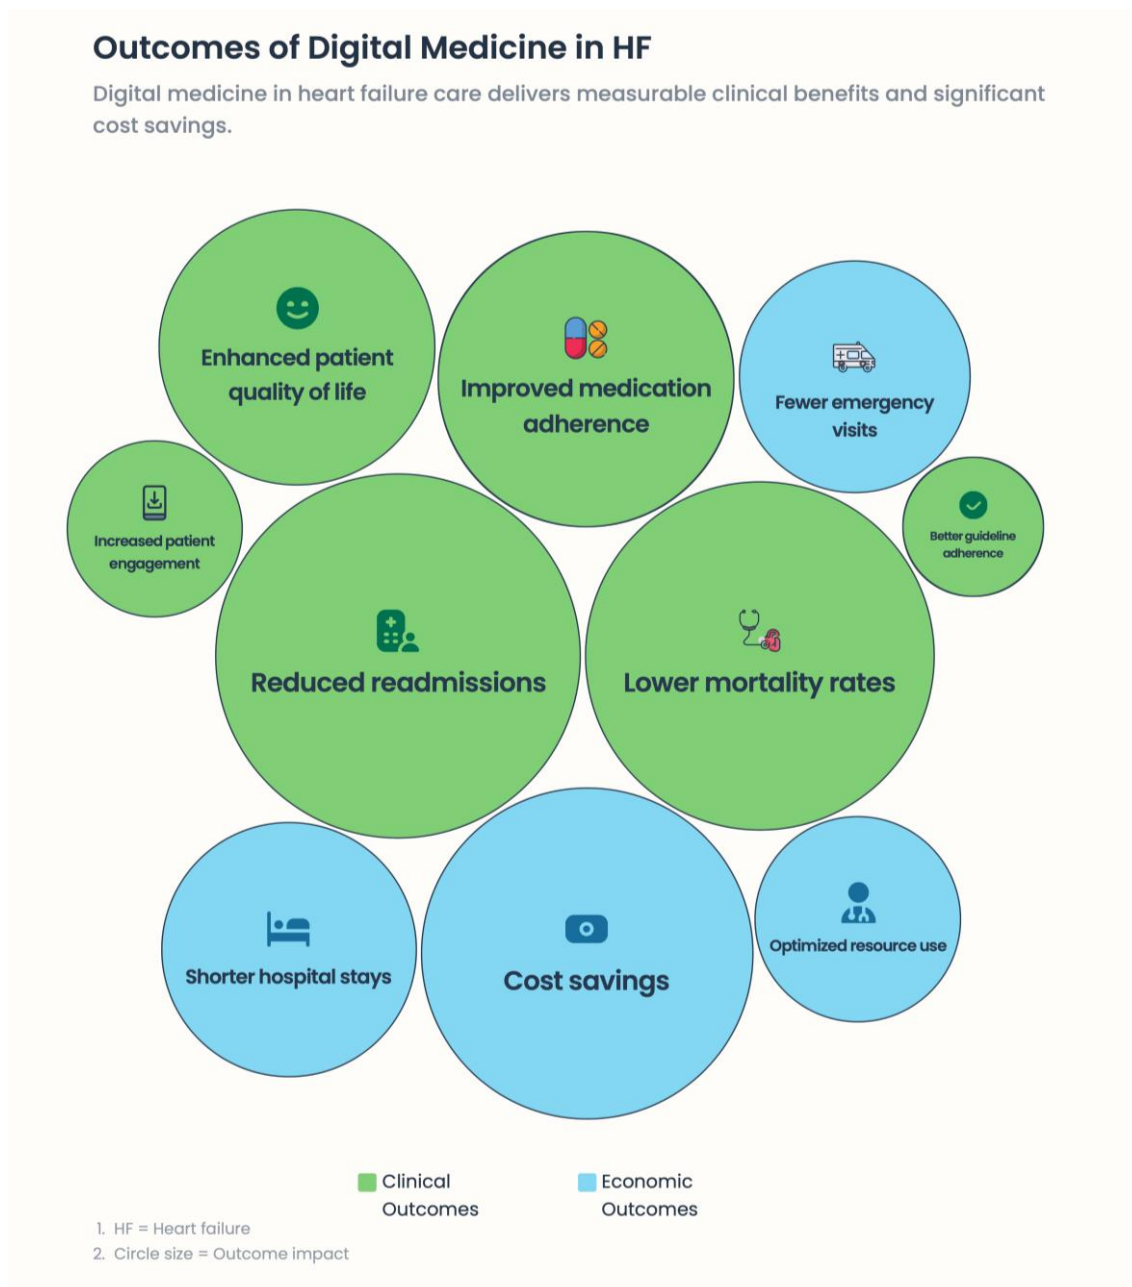 Outcomes of Digital Medicine in HF
Digital medicine in heart failure care delivers measurable clinical benefits and significant
cost savings.
Enhanced patient
quality of life
Improved medication
adherence
Fewer emergency
visits
Increased patient
engagement
Better guideline
adherence
Reduced readmissions
Lower mortality rates
Shorter hospital stays
Cost savings
Optimized resource use
Clinical
Outcomes
Economic
Outcomes
1. HF = Heart failure
2. Circle size = Outcome impact